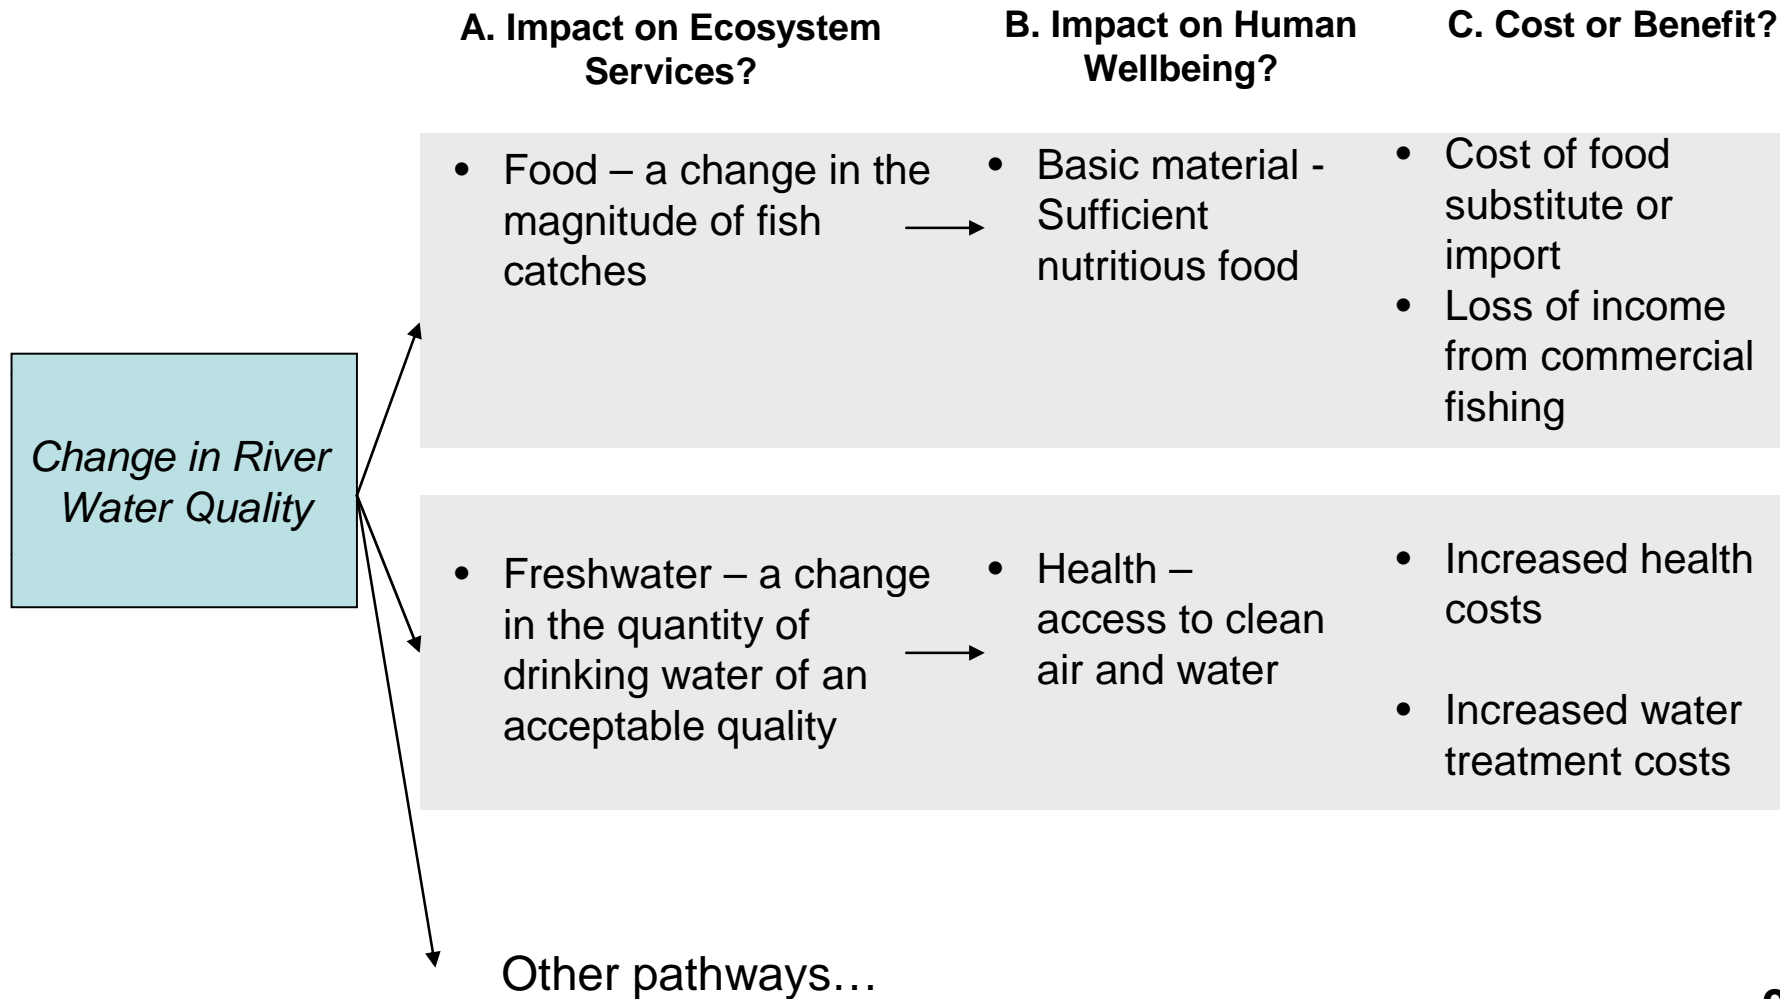 A. Impact on Ecosystem
Services?
B. Impact on Human
Wellbeing?
C. Cost or Benefit?
• Food – a change in the
magnitude of fish
catches
• Basic material -
Sufficient
nutritious food
• Cost of food
substitute or
import
• Loss of income
from commercial
fishing
Change in River
Water Quality
• Freshwater – a change
in the quantity of
drinking water of an
acceptable quality
• Health –
access to clean
air and water
• Increased health
costs
• Increased water
treatment costs
Other pathways…